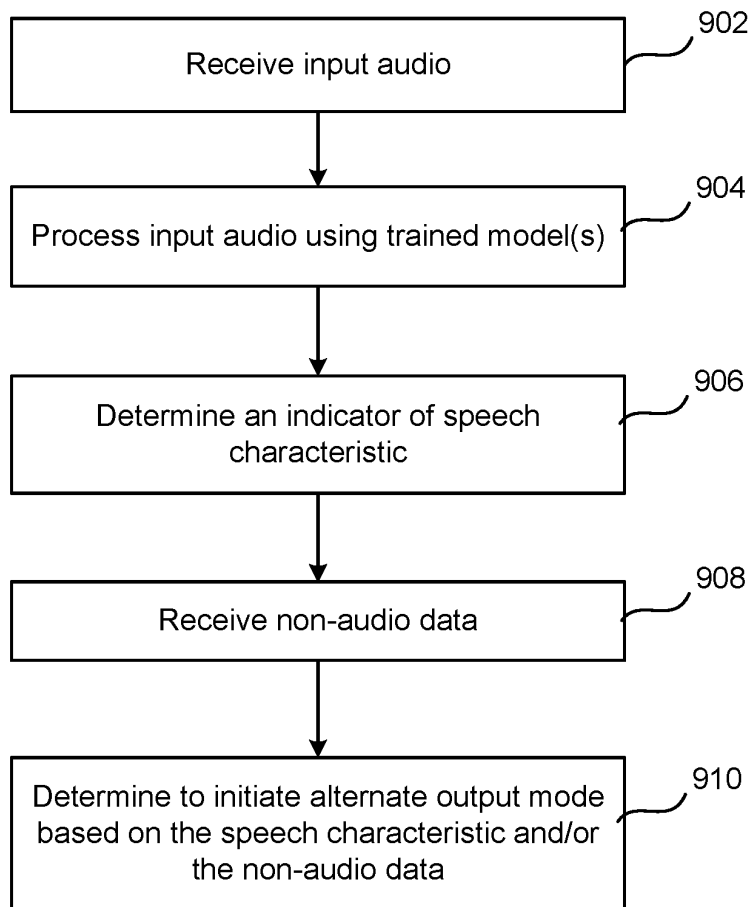 902
Receive input audio
904
Process input audio using trained model(s)
906
Determine an indicator of speech
characteristic
908
Receive non-audio data
910
Determine to initiate alternate output mode
based on the speech characteristic and/or
the non-audio data